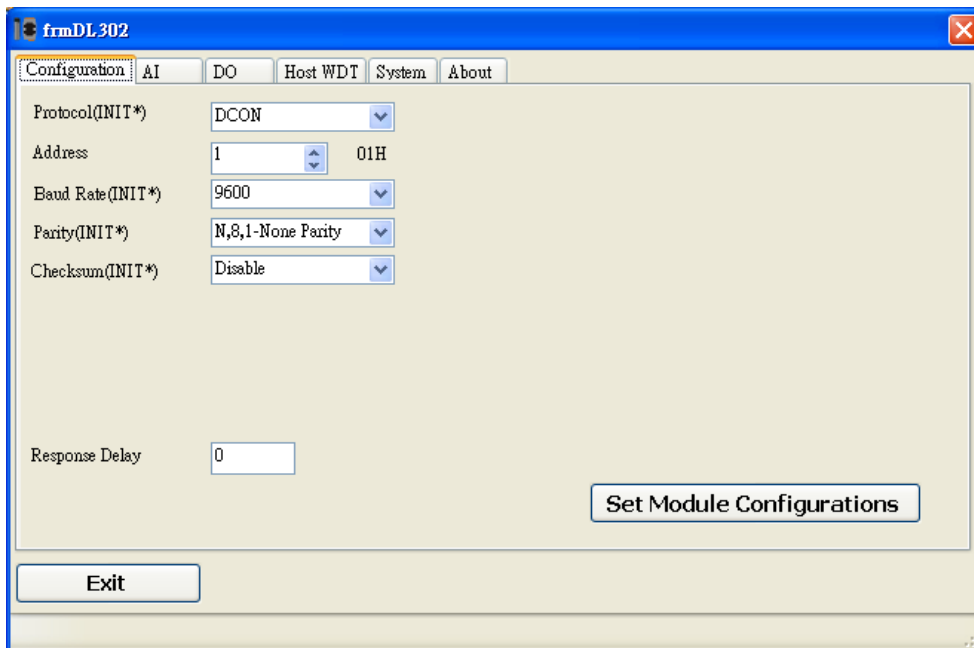 frmDL302
Configuration AI DO Host WDT System About
Protocol(INIT*) DCON
Address 1 01H
Baud Rate(INIT*) 9600
Parity(INIT*) N,8,1-None Parity
Checksum(INIT*) Disable
Response Delay 0
Set Module Configurations
Exit